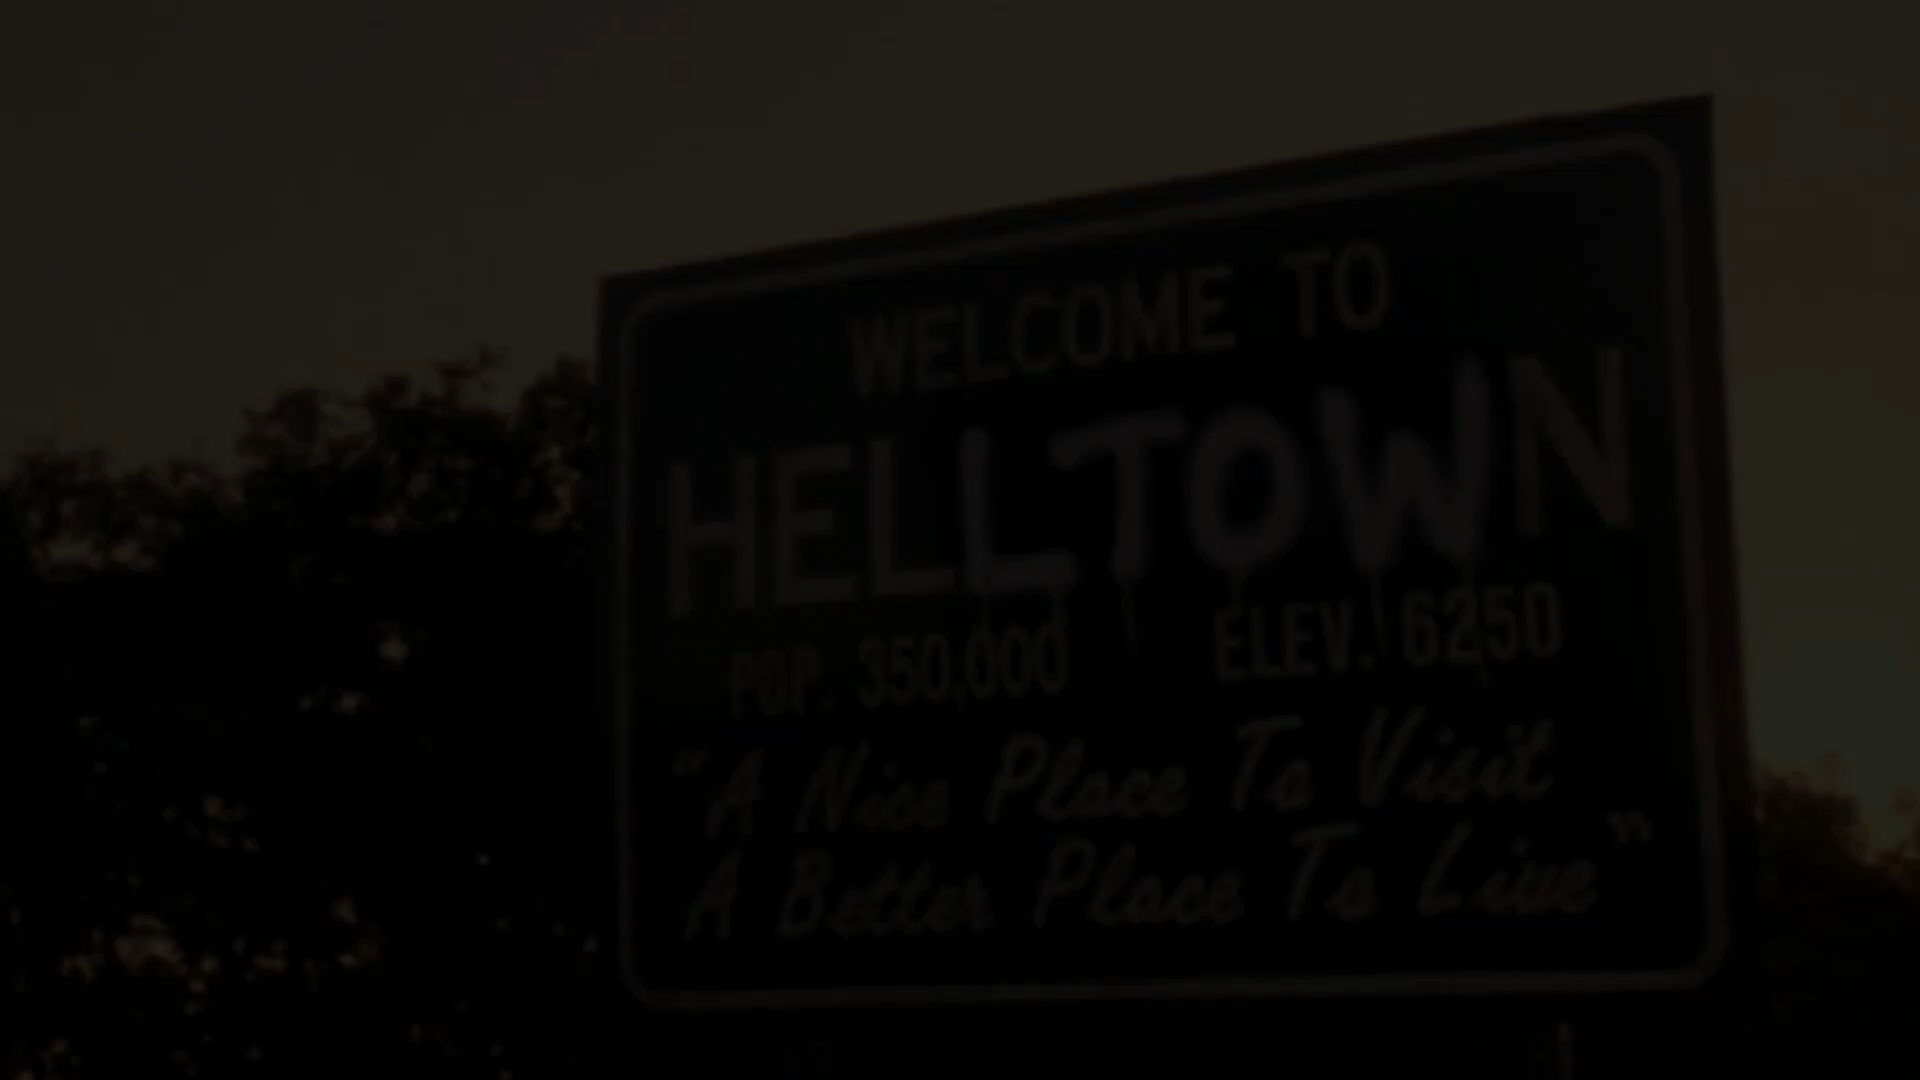 WELCOME TO
HELLTOWN
POP. 350,000 ELEV. 6250
"A Nice Place To Visit
A Better Place To Live"